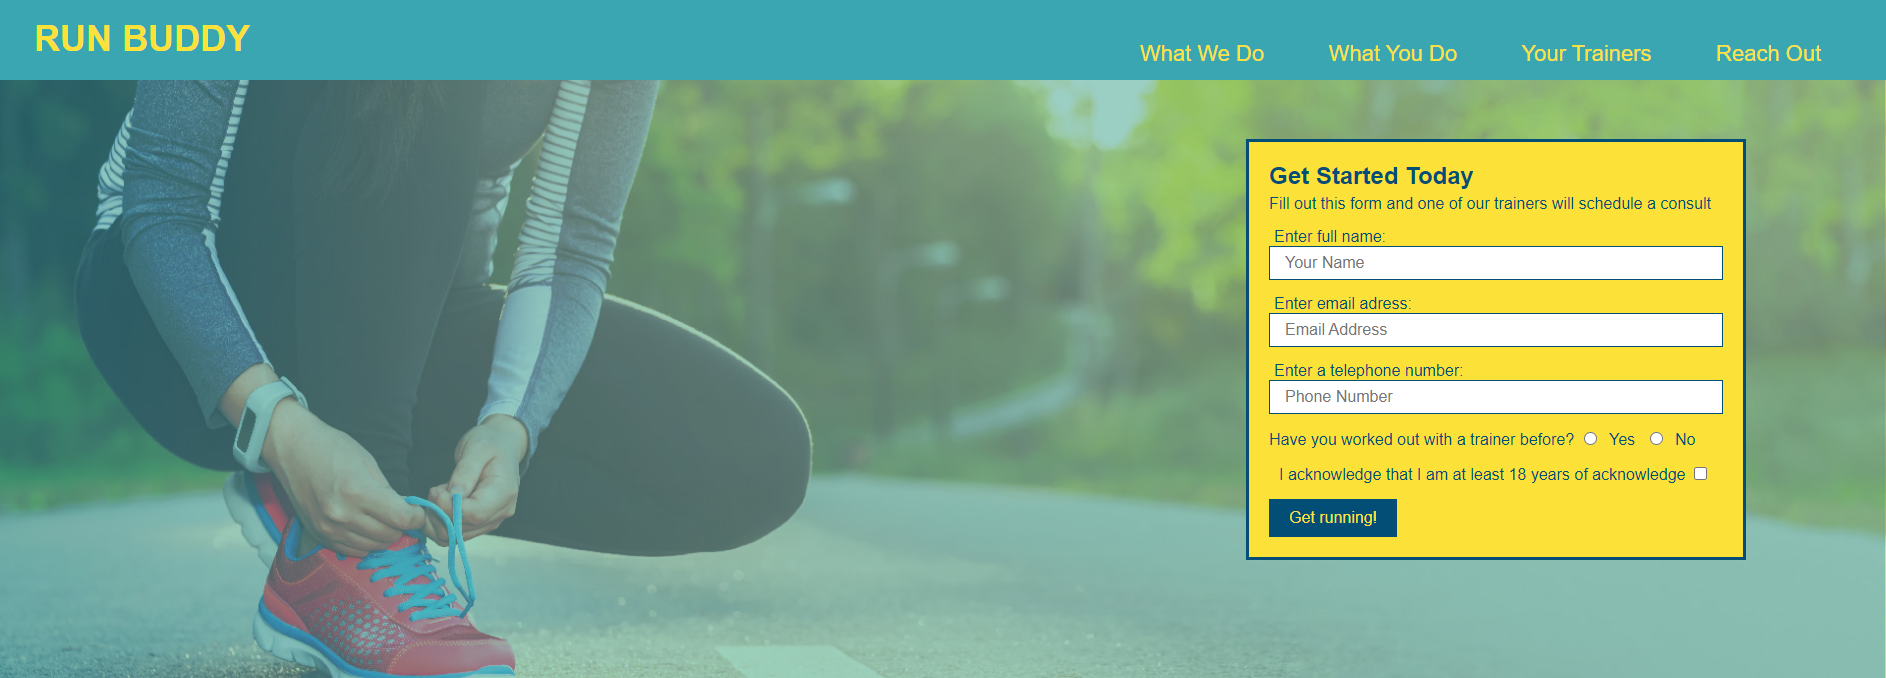 RUN BUDDY
What We Do What You Do Your Trainers Reach Out
Get Started Today
Fill out this form and one of our trainers will schedule a consult
Enter full name:
Your Name
Enter email adress:
Email Address
Enter a telephone number:
Phone Number
Have you worked out with a trainer before? Yes No
I acknowledge that I am at least 18 years of acknowledge
Get running!